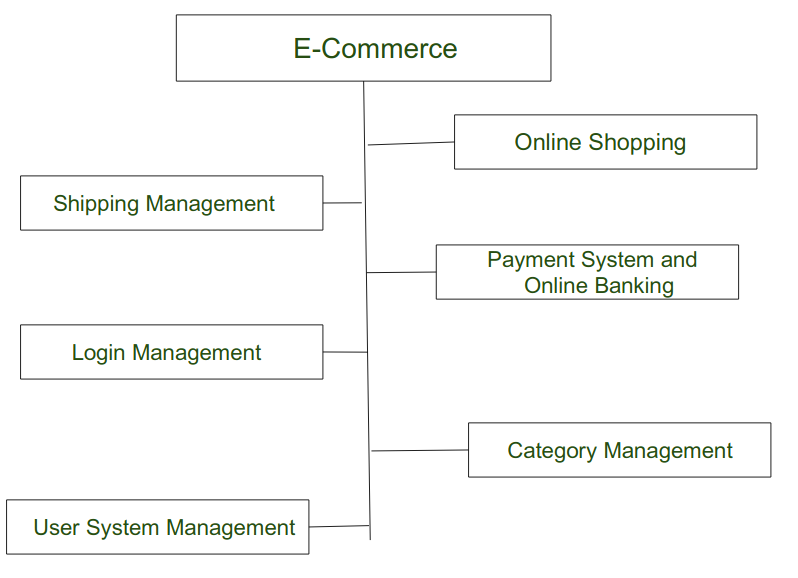 E-Commerce
Online Shopping
Shipping Management
Payment System and
Online Banking
Login Management
Category Management
User System Management